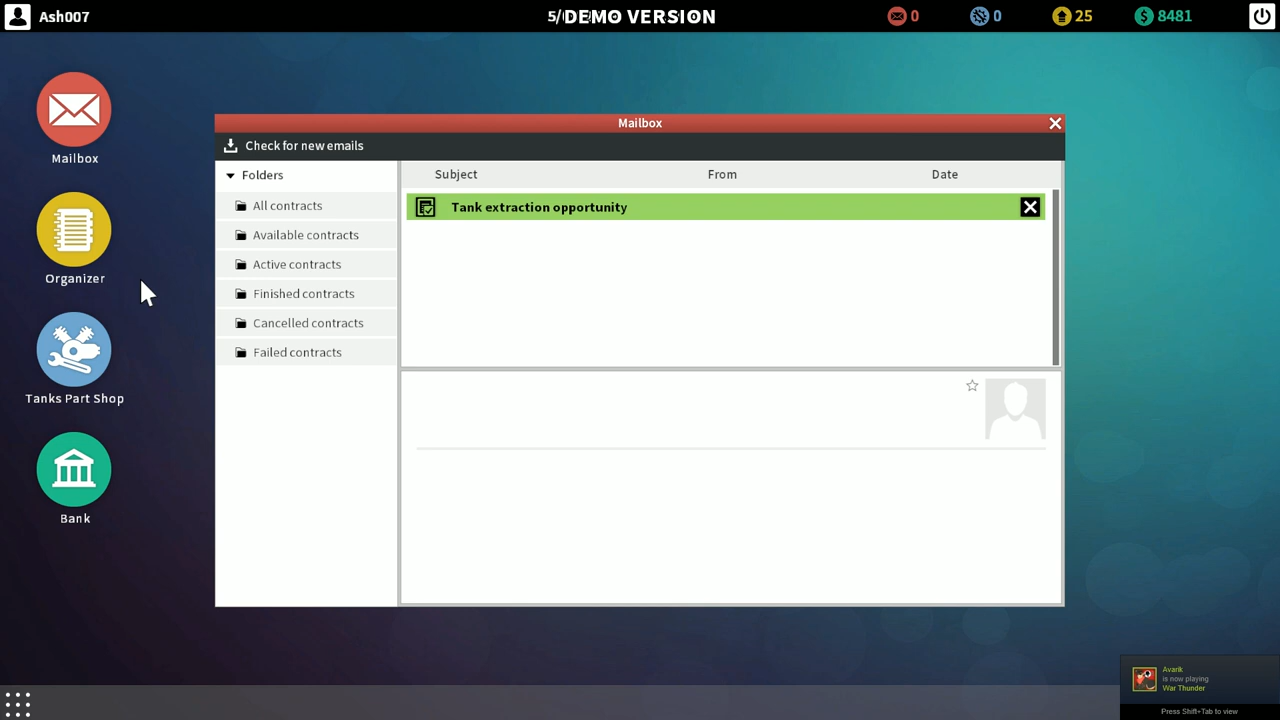 Ash007
5/
DEMO VERSION
0
0
25
8481
Mailbox
Organizer
Tanks Part Shop
Bank
Mailbox
Check for new emails
Folders
All contracts
Available contracts
Active contracts
Finished contracts
Cancelled contracts
Failed contracts
Subject From Date
Tank extraction opportunity
Avarik
is now playing
War Thunder
Press Shift+Tab to view